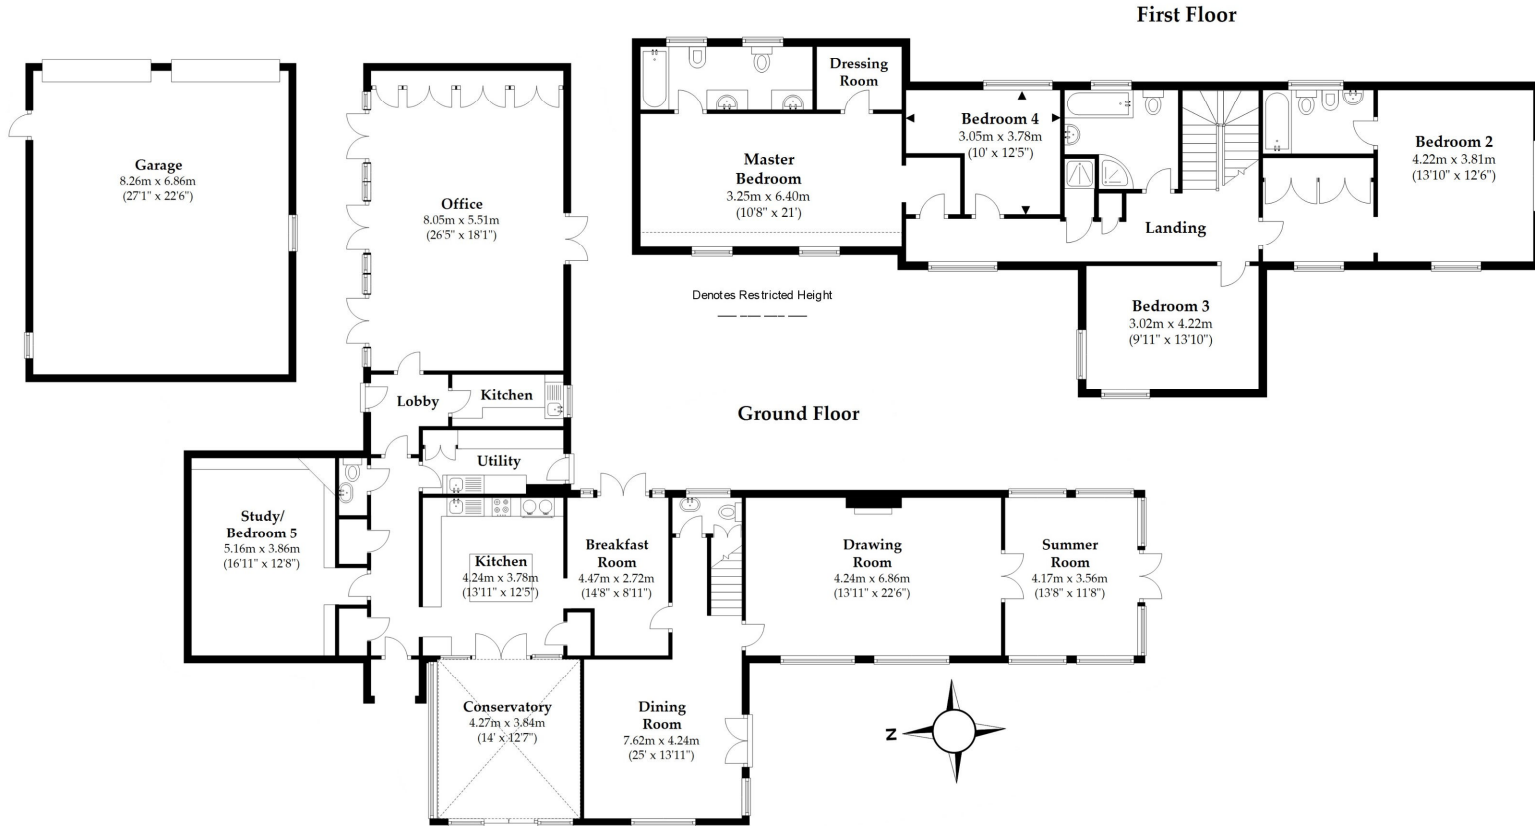 First Floor
Dressing
Room
Bedroom 4
3.05m x 3.78m
(10' x 12'5")
Bedroom 2
4.22m x 3.81m
(13'10" x 12'6")
Master
Bedroom
3.25m x 6.40m
(10'8" x 21')
Landing
Bedroom 3
3.02m x 4.22m
(9'11" x 13'10")
Denotes Restricted Height
Garage
8.26m x 6.86m
(27'1" x 22'6")
Office
8.05m x 5.51m
(26'5" x 18'1")
Ground Floor
Lobby
Kitchen
Utility
Study/
Bedroom 5
5.16m x 3.86m
(16'11" x 12'8")
Kitchen
4.24m x 3.78m
(13'11" x 12'5")
Breakfast
Room
4.47m x 2.72m
(14'8" x 8'11")
Drawing
Room
4.24m x 6.86m
(13'11" x 22'6")
Summer
Room
4.17m x 3.56m
(13'8" x 11'8")
Conservatory
4.27m x 3.84m
(14' x 12'7")
Dining
Room
7.62m x 4.24m
(25' x 13'11")
N